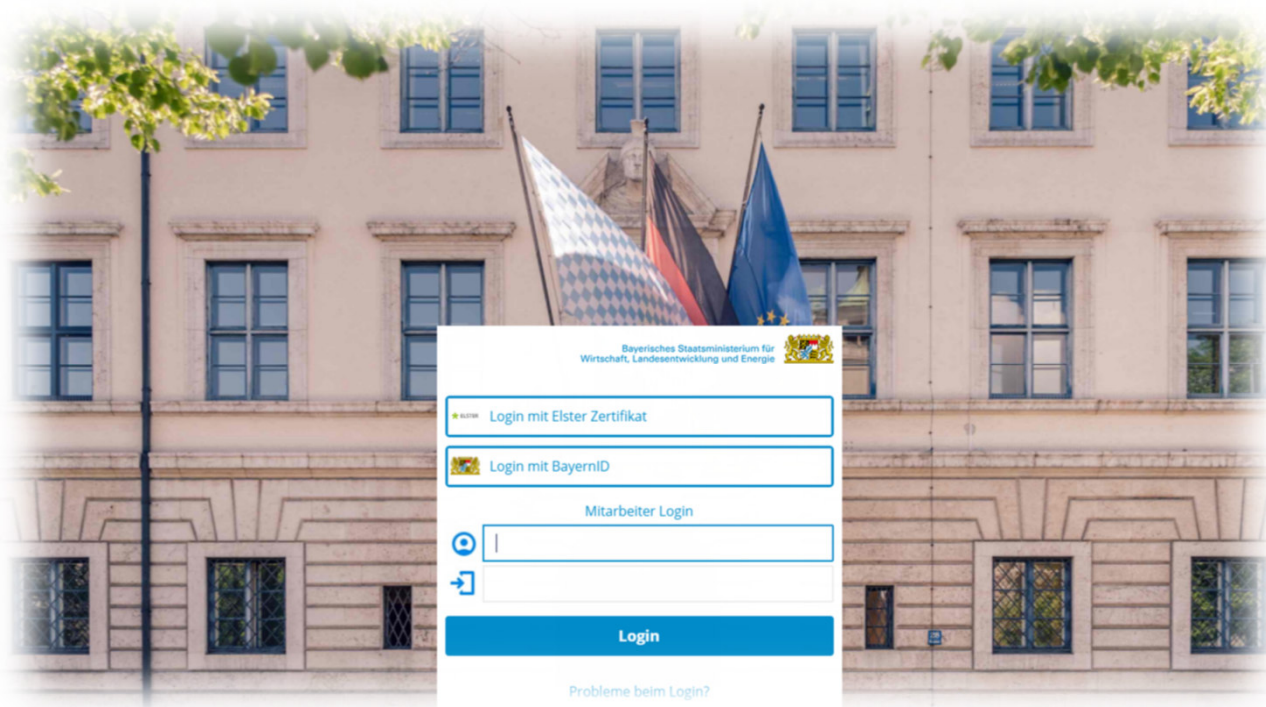 Bayerisches Staatsministerium für
Wirtschaft, Landesentwicklung und Energie
ELSTER
Login mit Elster Zertifikat
Login mit BayernID
Mitarbeiter Login
Login
Probleme beim Login?